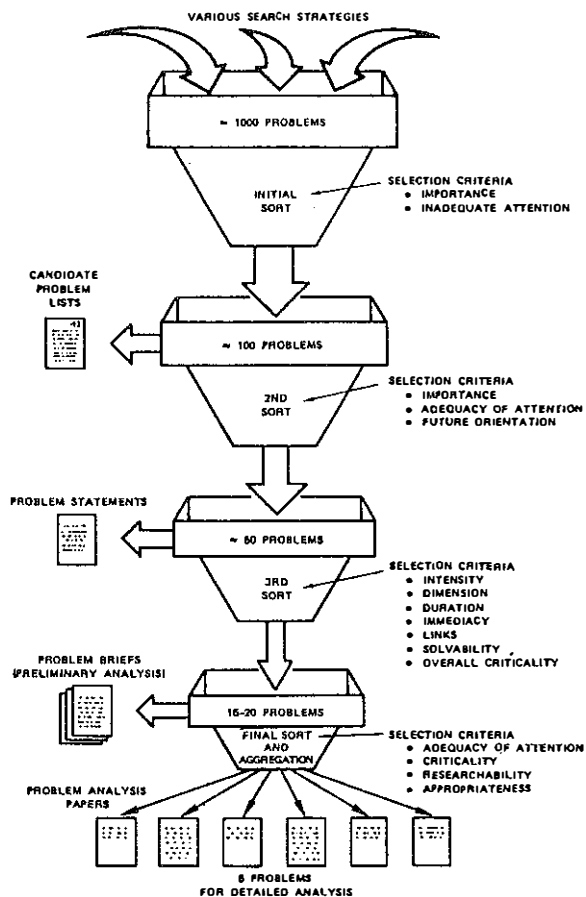 VARIOUS SEARCH STRATEGIES
≈ 1000 PROBLEMS
INITIAL
SORT
SELECTION CRITERIA
• IMPORTANCE
• INADEQUATE ATTENTION
CANDIDATE
PROBLEM
LISTS
≈ 100 PROBLEMS
2ND
SORT
SELECTION CRITERIA
• IMPORTANCE
• ADEQUACY OF ATTENTION
• FUTURE ORIENTATION
PROBLEM STATEMENTS
≈ 60 PROBLEMS
3RD
SORT
SELECTION CRITERIA
• INTENSITY
• DIMENSION
• DURATION
• IMMEDIACY
• LINKS
• SOLVABILITY
• OVERALL CRITICALITY
PROBLEM BRIEFS
(PRELIMINARY ANALYSIS)
16-20 PROBLEMS
FINAL SORT
AND
AGGREGATION
SELECTION CRITERIA
• ADEQUACY OF ATTENTION
• CRITICALITY
• RESEARCHABILITY
• APPROPRIATENESS
PROBLEM ANALYSIS
PAPERS
6 PROBLEMS
FOR DETAILED ANALYSIS